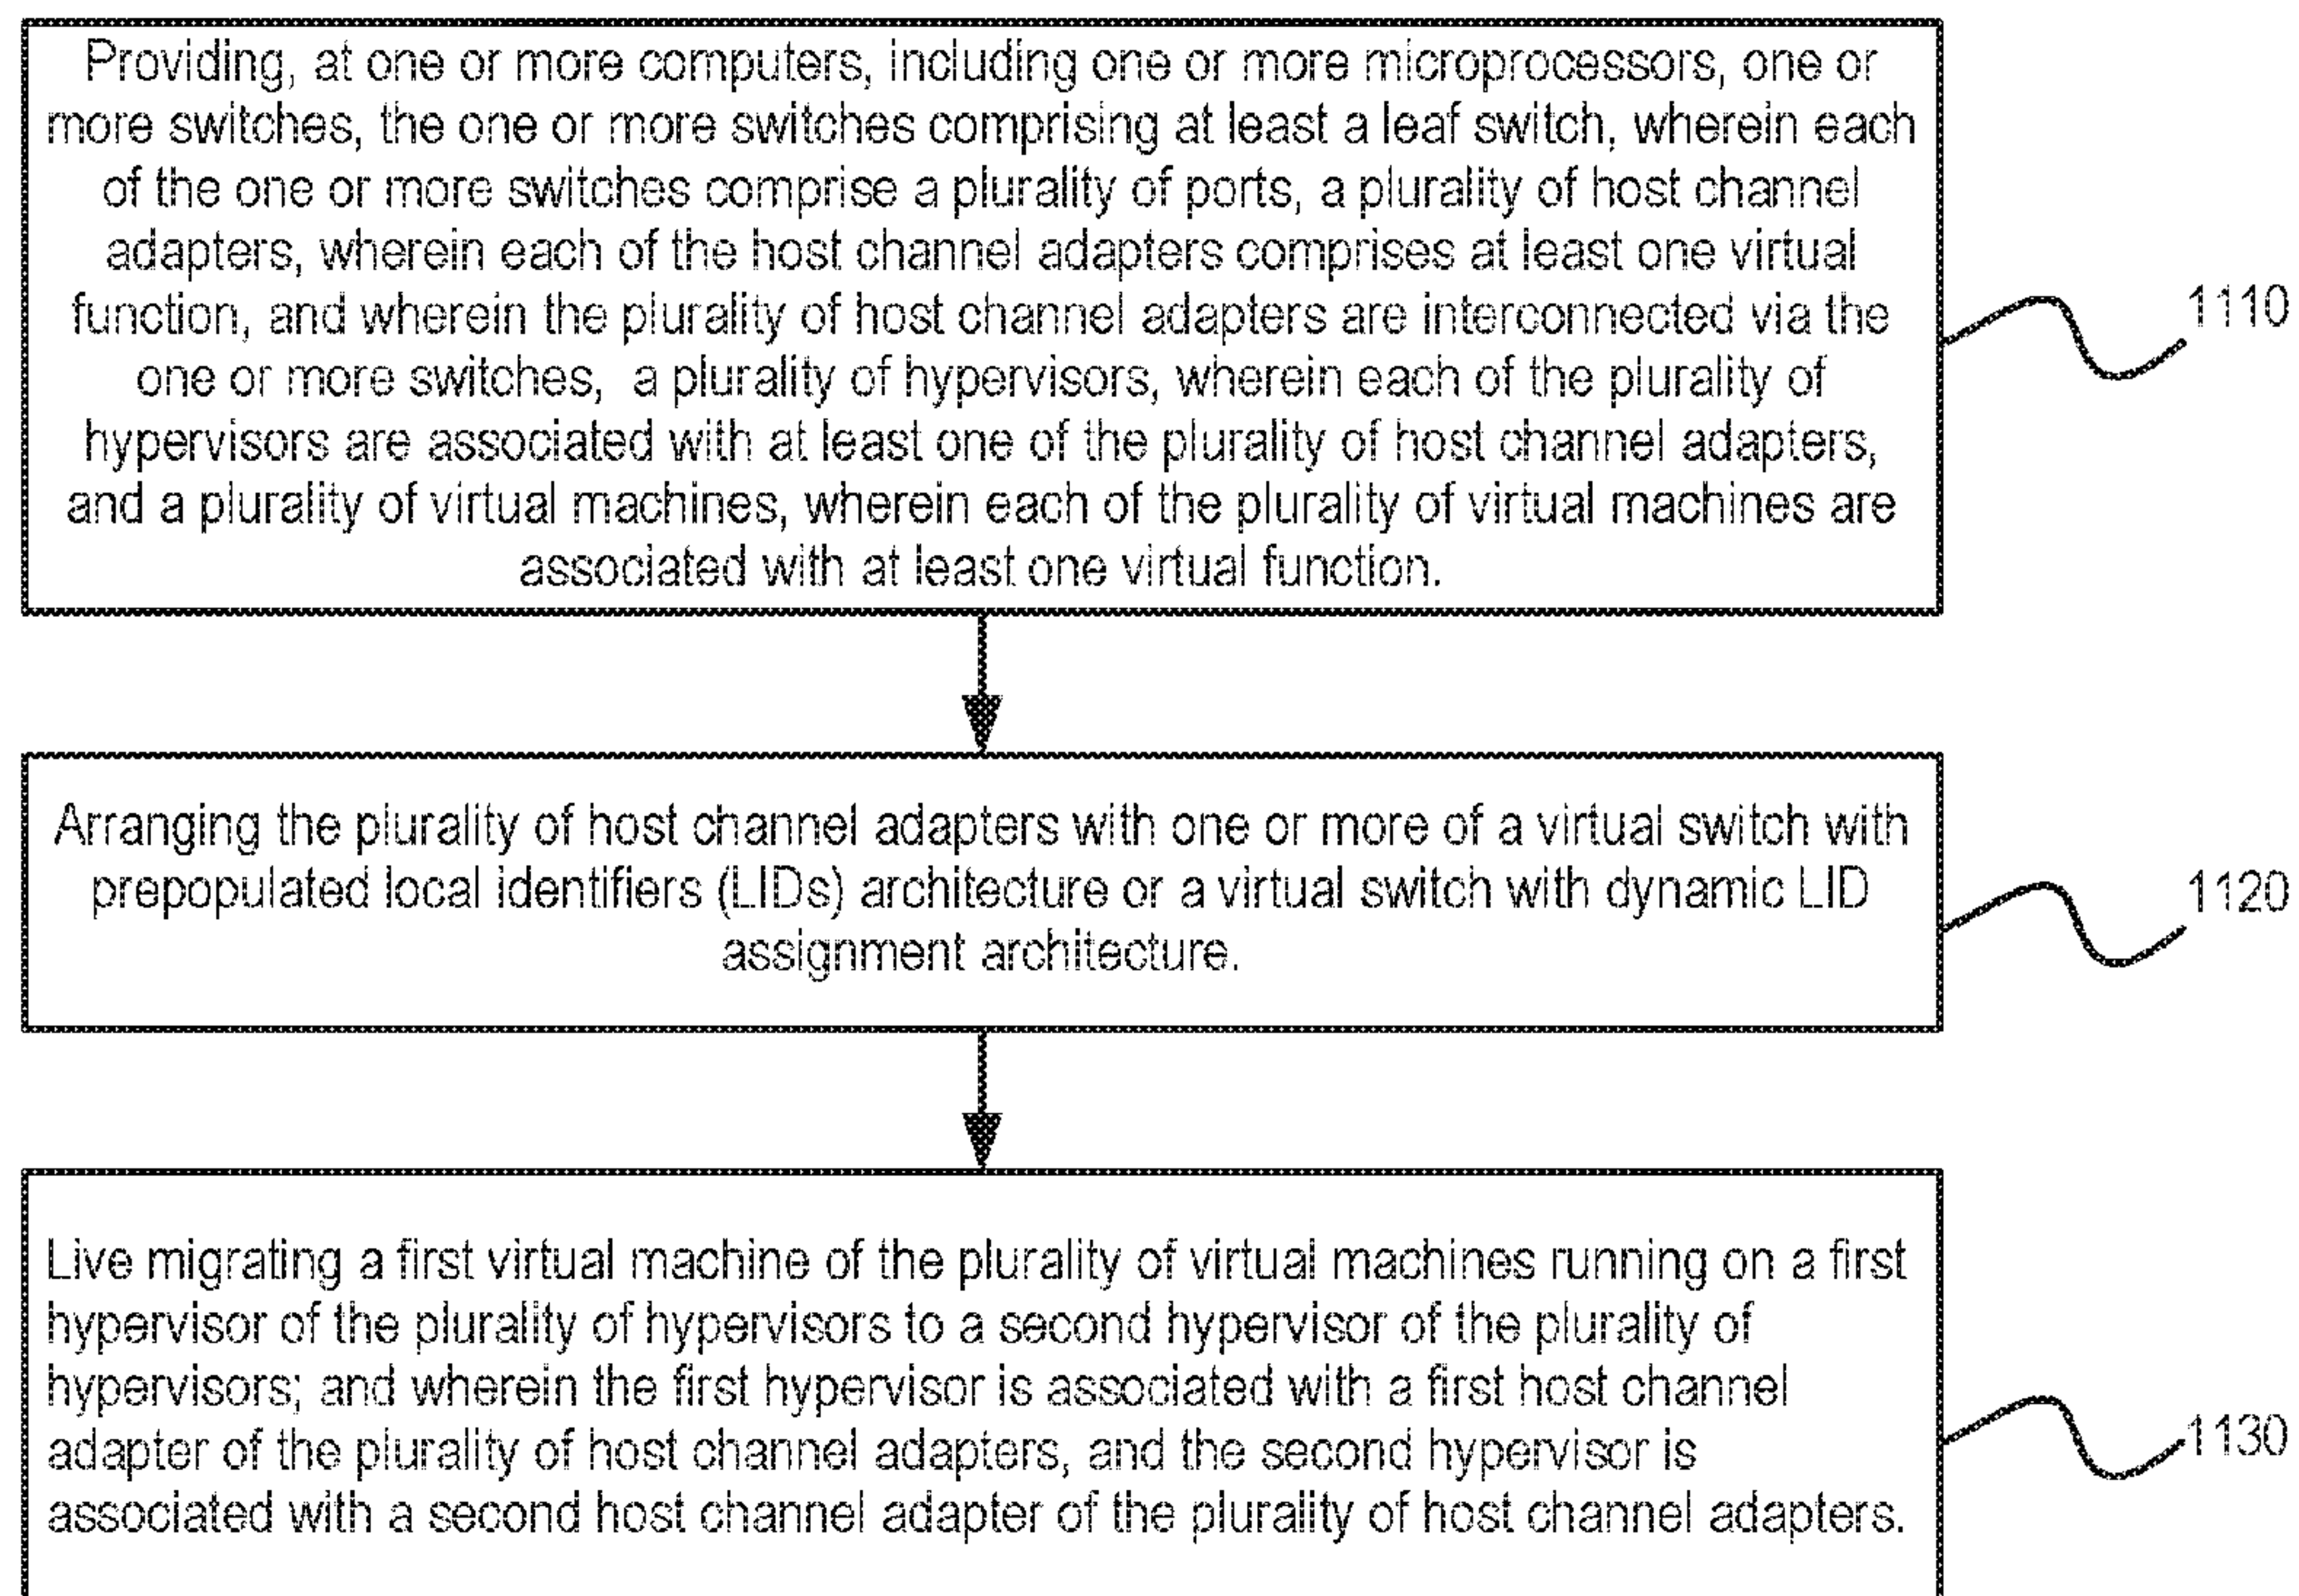 Providing, at one or more computers, including one or more microprocessors, one or
more switches, the one or more switches comprising at least a leaf switch, wherein each
of the one or more switches comprise a plurality of ports, a plurality of host channel
adapters, wherein each of the host channel adapters comprises at least one virtual
function, and wherein the plurality of host channel adapters are interconnected via the
one or more switches, a plurality of hypervisors, wherein each of the plurality of
hypervisors are associated with at least one of the plurality of host channel adapters,
and a plurality of virtual machines, wherein each of the plurality of virtual machines are
associated with at least one virtual function.
1110
Arranging the plurality of host channel adapters with one or more of a virtual switch with
prepopulated local identifiers (LIDs) architecture or a virtual switch with dynamic LID
assignment architecture.
1120
Live migrating a first virtual machine of the plurality of virtual machines running on a first
hypervisor of the plurality of hypervisors to a second hypervisor of the plurality of
hypervisors; and wherein the first hypervisor is associated with a first host channel
adapter of the plurality of host channel adapters, and the second hypervisor is
associated with a second host channel adapter of the plurality of host channel adapters.
1130